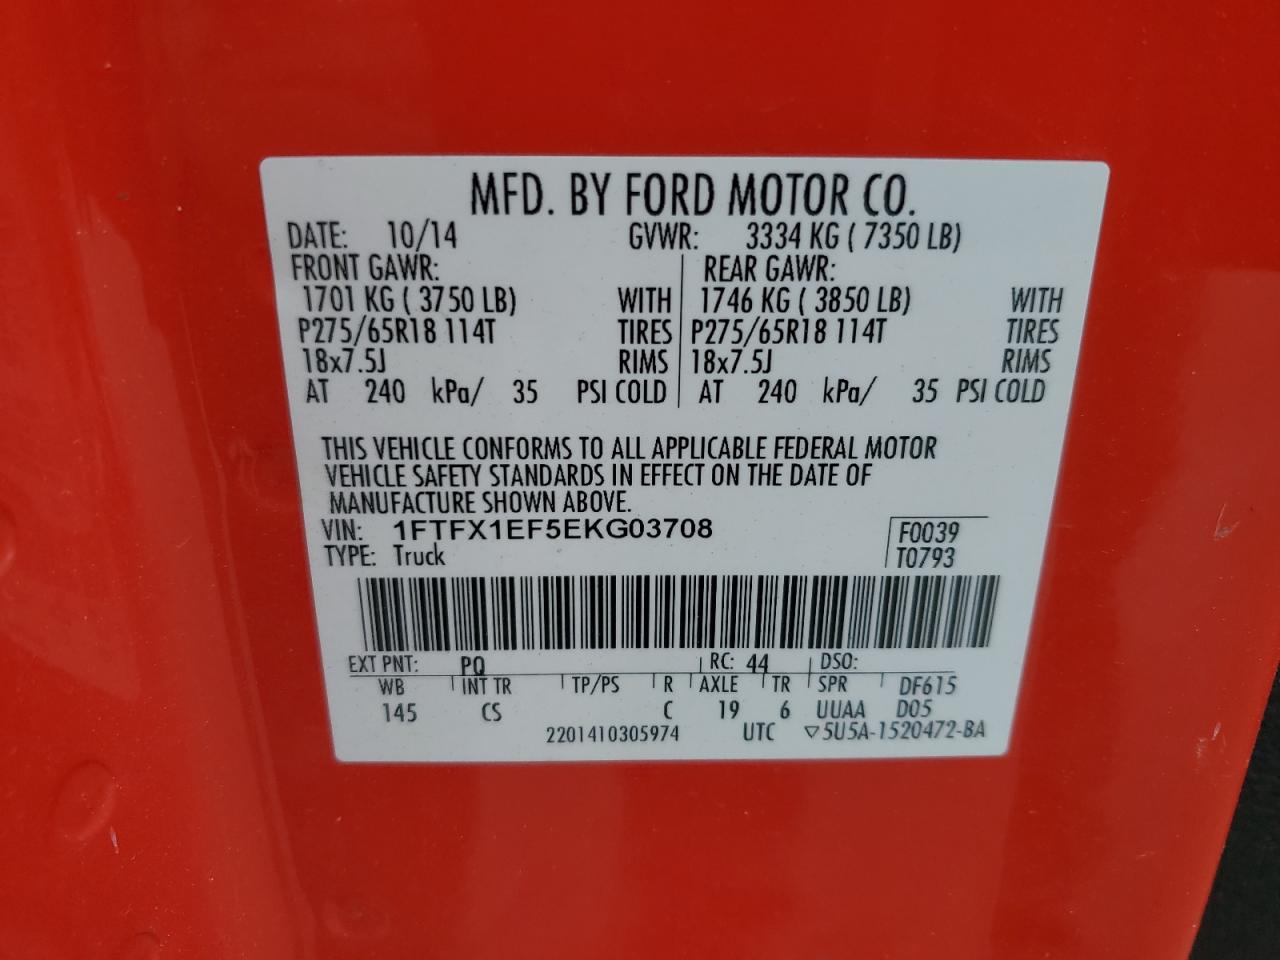 MFD. BY FORD MOTOR CO.
DATE: 10/14 GVWR: 3334 KG ( 7350 LB)
FRONT GAWR: REAR GAWR:
1701 KG ( 3750 LB) WITH 1746 KG ( 3850 LB) WITH
P275/65R18 114T TIRES P275/65R18 114T TIRES
18x7.5J RIMS 18x7.5J RIMS
AT 240 kPa/ 35 PSI COLD AT 240 kPa/ 35 PSI COLD
THIS VEHICLE CONFORMS TO ALL APPLICABLE FEDERAL MOTOR
VEHICLE SAFETY STANDARDS IN EFFECT ON THE DATE OF
MANUFACTURE SHOWN ABOVE.
VIN: 1FTFX1EF5EKG03708 F0039
TYPE: Truck T0793
EXT PNT: PQ RC: 44 DSO:
WB INT TR TP/PS R AXLE TR SPR DF615
145 CS C 19 6 UUAA D05
2201410305974 UTC ▽5U5A-1520472-BA